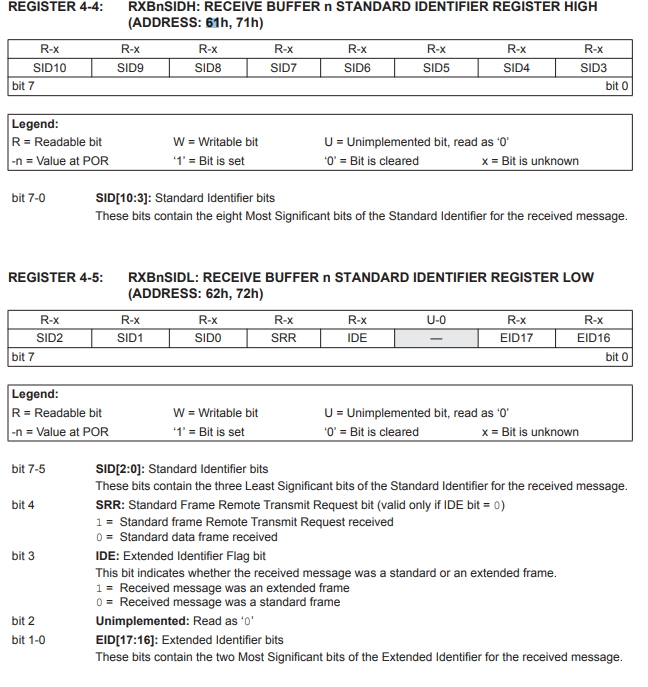 REGISTER 4-4: RXBnSIDH: RECEIVE BUFFER n STANDARD IDENTIFIER REGISTER HIGH
(ADDRESS: 61h, 71h)
R-x R-x R-x R-x R-x R-x R-x R-x
SID10 SID9 SID8 SID7 SID6 SID5 SID4 SID3
bit 7 bit 0
Legend:
R = Readable bit W = Writable bit U = Unimplemented bit, read as ‘0’
-n = Value at POR ‘1’ = Bit is set ‘0’ = Bit is cleared x = Bit is unknown
bit 7-0 SID[10:3]: Standard Identifier bits
These bits contain the eight Most Significant bits of the Standard Identifier for the received message.
REGISTER 4-5: RXBnSIDL: RECEIVE BUFFER n STANDARD IDENTIFIER REGISTER LOW
(ADDRESS: 62h, 72h)
R-x R-x R-x R-x R-x U-0 R-x R-x
SID2 SID1 SID0 SRR IDE — EID17 EID16
bit 7 bit 0
Legend:
R = Readable bit W = Writable bit U = Unimplemented bit, read as ‘0’
-n = Value at POR ‘1’ = Bit is set ‘0’ = Bit is cleared x = Bit is unknown
bit 7-5 SID[2:0]: Standard Identifier bits
These bits contain the three Least Significant bits of the Standard Identifier for the received message.
bit 4 SRR: Standard Frame Remote Transmit Request bit (valid only if IDE bit = 0)
1 = Standard frame Remote Transmit Request received
0 = Standard data frame received
bit 3 IDE: Extended Identifier Flag bit
This bit indicates whether the received message was a standard or an extended frame.
1 = Received message was an extended frame
0 = Received message was a standard frame
bit 2 Unimplemented: Read as ‘0’
bit 1-0 EID[17:16]: Extended Identifier bits
These bits contain the two Most Significant bits of the Extended Identifier for the received message.